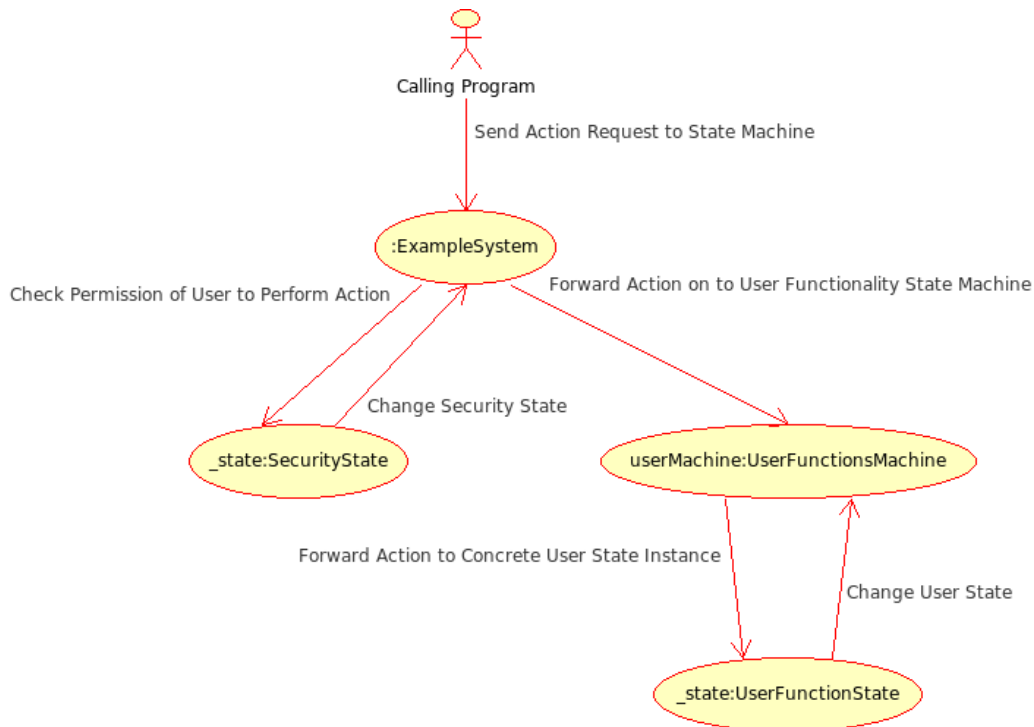 Calling Program
Send Action Request to State Machine
:ExampleSystem
Forward Action on to User Functionality State Machine
Check Permission of User to Perform Action
Change Security State
_state:SecurityState
userMachine:UserFunctionsMachine
Forward Action to Concrete User State Instance
Change User State
_state:UserFunctionState